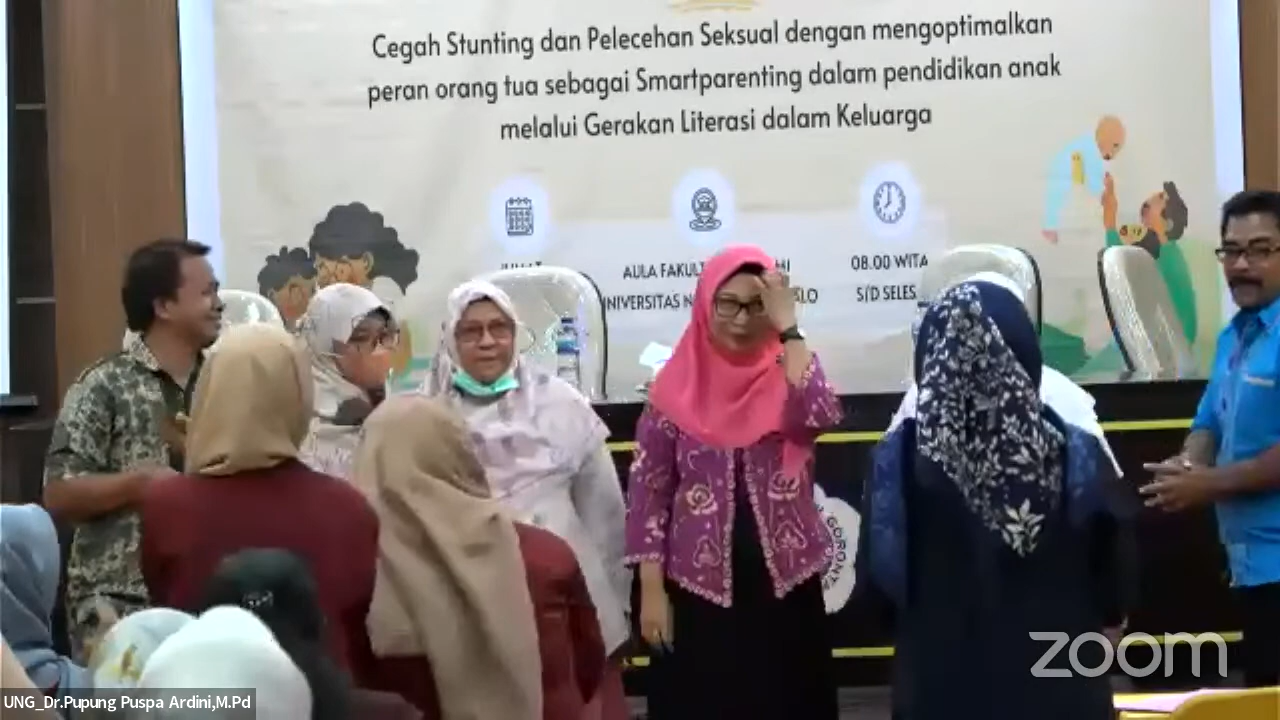 Cegah Stunting dan Pelecehan Seksual dengan mengoptimalkan
peran orang tua sebagai Smartparenting dalam pendidikan anak
melalui Gerakan Literasi dalam Keluarga
AULA
08.00 WITA
S/D
zoom
UNG_Dr.Pupung Puspa Ardini,M.Pd